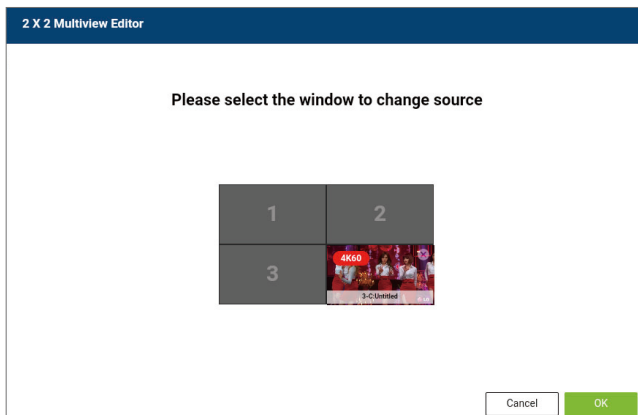 2 X 2 Multiview Editor
Please select the window to change source
1
2
3
4K60
3-C:Untitled
Cancel
OK